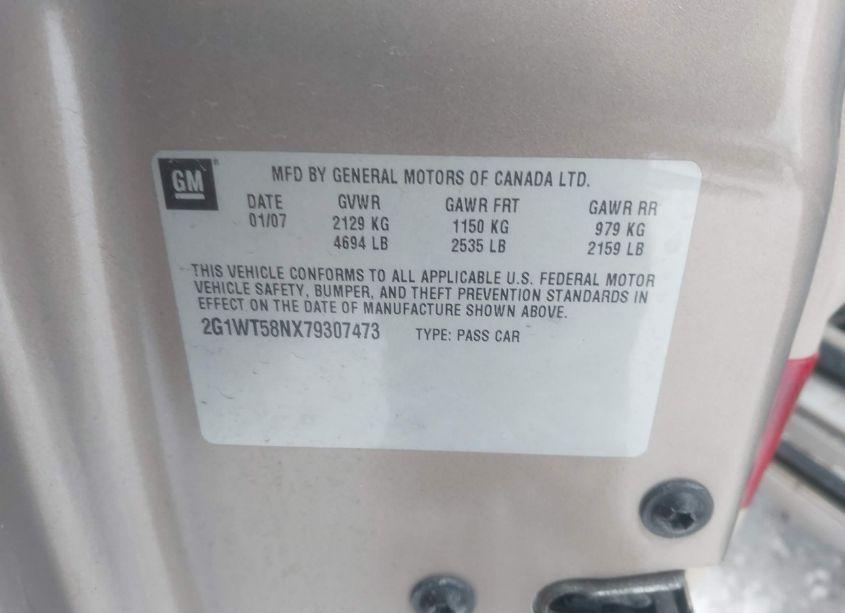 GM
MFD BY GENERAL MOTORS OF CANADA LTD.
DATE GVWR GAWR FRT GAWR RR
01/07 2129 KG 1150 KG 979 KG
4694 LB 2535 LB 2159 LB
THIS VEHICLE CONFORMS TO ALL APPLICABLE U.S. FEDERAL MOTOR
VEHICLE SAFETY, BUMPER, AND THEFT PREVENTION STANDARDS IN
EFFECT ON THE DATE OF MANUFACTURE SHOWN ABOVE.
2G1WT58NX79307473 TYPE: PASS CAR